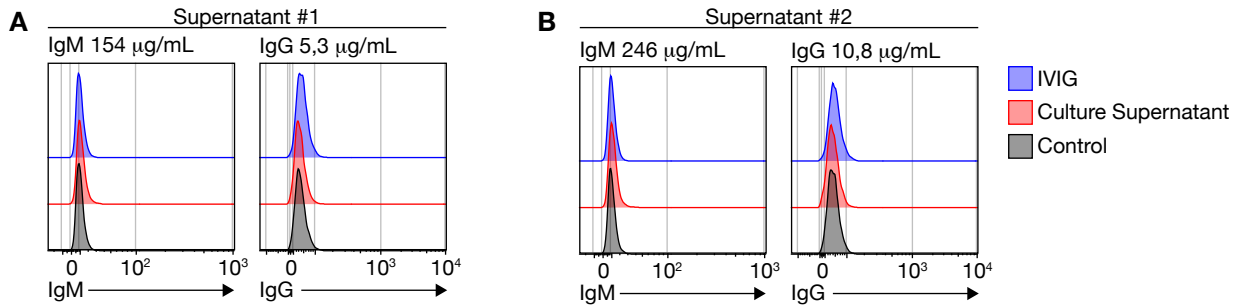 A
Supernatant #1
IgM 154 μg/mL
IgG 5,3 μg/mL
0
10²
10³
IgM
0
10³
10⁴
IgG
B
Supernatant #2
IgM 246 μg/mL
IgG 10,8 μg/mL
0
10²
10³
IgM
0
10³
10⁴
IgG
IVIG
Culture Supernatant
Control